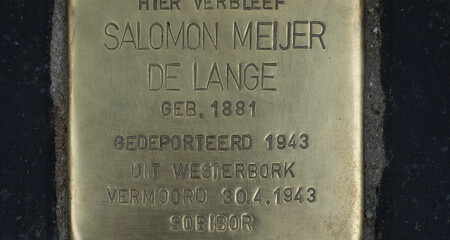 HIER VERBLEEF
SALOMON MEIJER
DE LANGE
GEB. 1881
GEDEPORTEERD 1943
UIT WESTERBORK
VERMOORD 30.4.1943
SOBIBOR